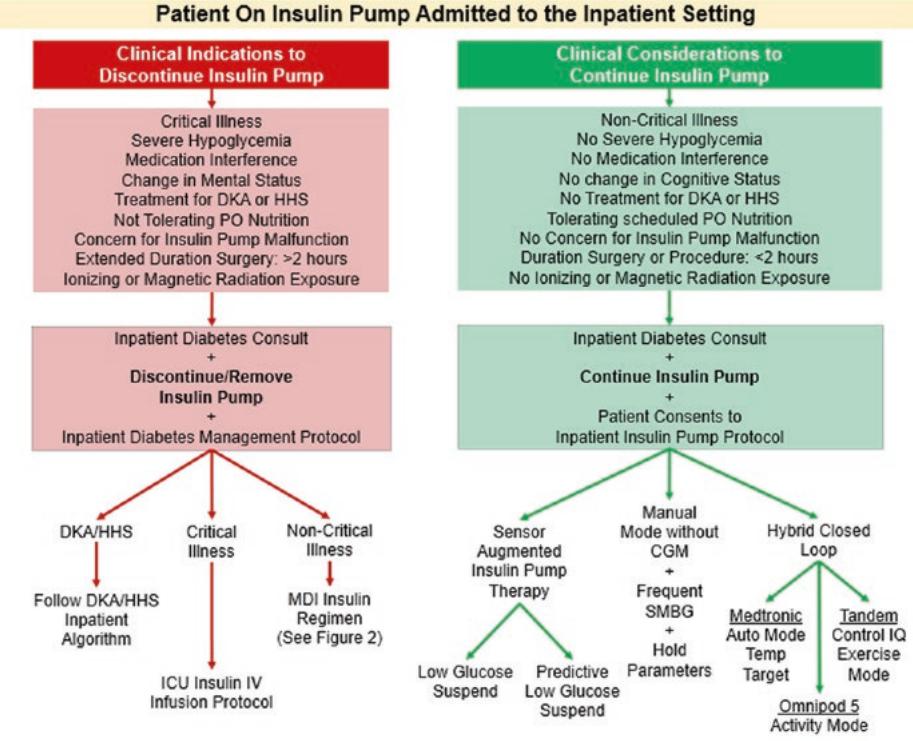 Patient On Insulin Pump Admitted to the Inpatient Setting
Clinical Indications to
Discontinue Insulin Pump
Critical Illness
Severe Hypoglycemia
Medication Interference
Change in Mental Status
Treatment for DKA or HHS
Not Tolerating PO Nutrition
Concern for Insulin Pump Malfunction
Extended Duration Surgery: >2 hours
Ionizing or Magnetic Radiation Exposure
Inpatient Diabetes Consult
+
Discontinue/Remove
Insulin Pump
+
Inpatient Diabetes Management Protocol
DKA/HHS
Follow DKA/HHS
Inpatient
Algorithm
Critical
Illness
ICU Insulin IV
Infusion Protocol
Non-Critical
Illness
MDI Insulin
Regimen
(See Figure 2)
Clinical Considerations to
Continue Insulin Pump
Non-Critical Illness
No Severe Hypoglycemia
No Medication Interference
No change in Cognitive Status
No Treatment for DKA or HHS
Tolerating scheduled PO Nutrition
No Concern for Insulin Pump Malfunction
Duration Surgery or Procedure: <2 hours
No Ionizing or Magnetic Radiation Exposure
Inpatient Diabetes Consult
+
Continue Insulin Pump
+
Patient Consents to
Inpatient Insulin Pump Protocol
Sensor
Augmented
Insulin Pump
Therapy
Low Glucose
Suspend
Predictive
Low Glucose
Suspend
Manual
Mode without
CGM
+
Frequent
SMBG
+
Hold
Parameters
Hybrid Closed
Loop
Medtronic
Auto Mode
Temp
Target
Omnipod 5
Activity Mode
Tandem
Control IQ
Exercise
Mode